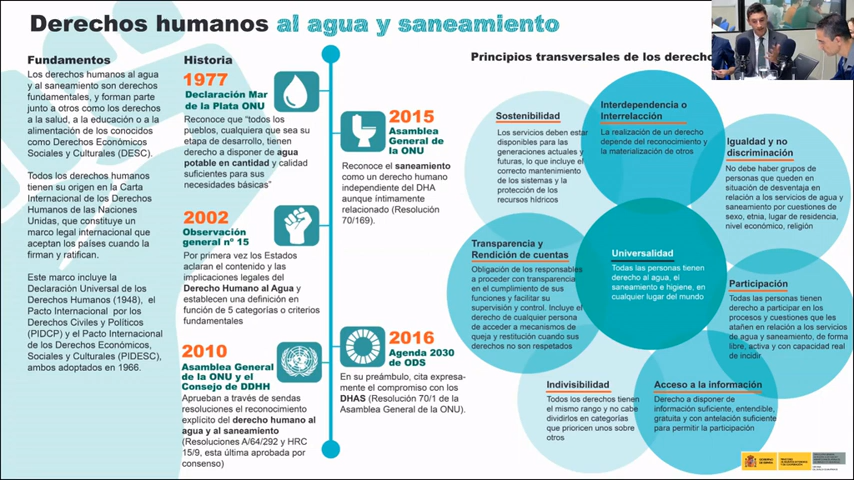 Derechos humanos al agua y saneamiento
Fundamentos
Los derechos humanos al agua
y al saneamiento son derechos
fundamentales, y forman parte
junto a otros como los derechos
a la salud, a la educación o a la
alimentación de los conocidos
como Derechos Económicos
Sociales y Culturales (DESC).
Todos los derechos humanos
tienen su origen en la Carta
Internacional de los Derechos
Humanos de las Naciones
Unidas, que constituye un
marco legal internacional que
aceptan los países cuando la
firman y ratifican.
Este marco incluye la
Declaración Universal de los
Derechos Humanos (1948), el
Pacto Internacional por los
Derechos Civiles y Políticos
(PIDCP) y el Pacto Internacional
de los Derechos Económicos,
Sociales y Culturales (PIDESC),
ambos adoptados en 1966.
Historia
1977
Declaración Mar
de la Plata ONU
Reconoce que “todos los
pueblos, cualquiera que sea su
etapa de desarrollo, tienen
derecho a disponer de agua
potable en cantidad y calidad
suficientes para sus
necesidades básicas”
2002
Observación
general nº 15
Por primera vez los Estados
aclaran el contenido y las
implicaciones legales del
Derecho Humano al Agua y
establecen una definición en
función de 5 categorías o criterios
fundamentales
2010
Asamblea General
de la ONU y el
Consejo de DDHH
Aprueban a través de sendas
resoluciones el reconocimiento
explícito del derecho humano al
agua y al saneamiento
(Resoluciones A/64/292 y HRC
15/9, esta última aprobada por
consenso)
2015
Asamblea
General de
la ONU
Reconoce el saneamiento
como un derecho humano
independiente del DHA
aunque íntimamente
relacionado (Resolución
70/169).
2016
Agenda 2030
de ODS
En su preámbulo, cita expresa-
mente el compromiso con los
DHAS (Resolución 70/1 de la
Asamblea General de la ONU).
Principios transversales de los derecho
Sostenibilidad
Los servicios deben estar
disponibles para las
generaciones actuales y
futuras, lo que incluye el
correcto mantenimiento
de los sistemas y la
protección de los
recursos hídricos
Interdependencia o
Interrelacción
La realización de un derecho
depende del reconocimiento y
la materialización de otros
Igualdad y no
discriminación
No debe haber grupos de
personas que queden en
situación de desventaja en
relación a los servicios de agua y
saneamiento por cuestiones de
sexo, etnia, lugar de residencia,
nivel económico, religión
Transparencia y
Rendición de cuentas
Obligación de los responsables
a proceder con transparencia
en el cumplimiento de sus
funciones y facilitar su
supervisión y control. Incluye el
derecho de cualquier persona
de acceder a mecanismos de
queja y restitución cuando sus
derechos no son respetados
Universalidad
Todas las personas tienen
derecho al agua, el
saneamiento e higiene, en
cualquier lugar del mundo
Participación
Todas las personas tienen
derecho a participar en los
procesos y cuestiones que les
atañen en relación a los servicios
de agua y saneamiento, de forma
libre, activa y con capacidad real
de incidir
Indivisibilidad
Todos los derechos tienen
el mismo rango y no cabe
dividirlos en categorías
que prioricen unos sobre
otros
Acceso a la información
Derecho a disponer de
información suficiente, entendible,
gratuita y con antelación suficiente
para permitir la participación
GOBIERNO
DE ESPAÑA